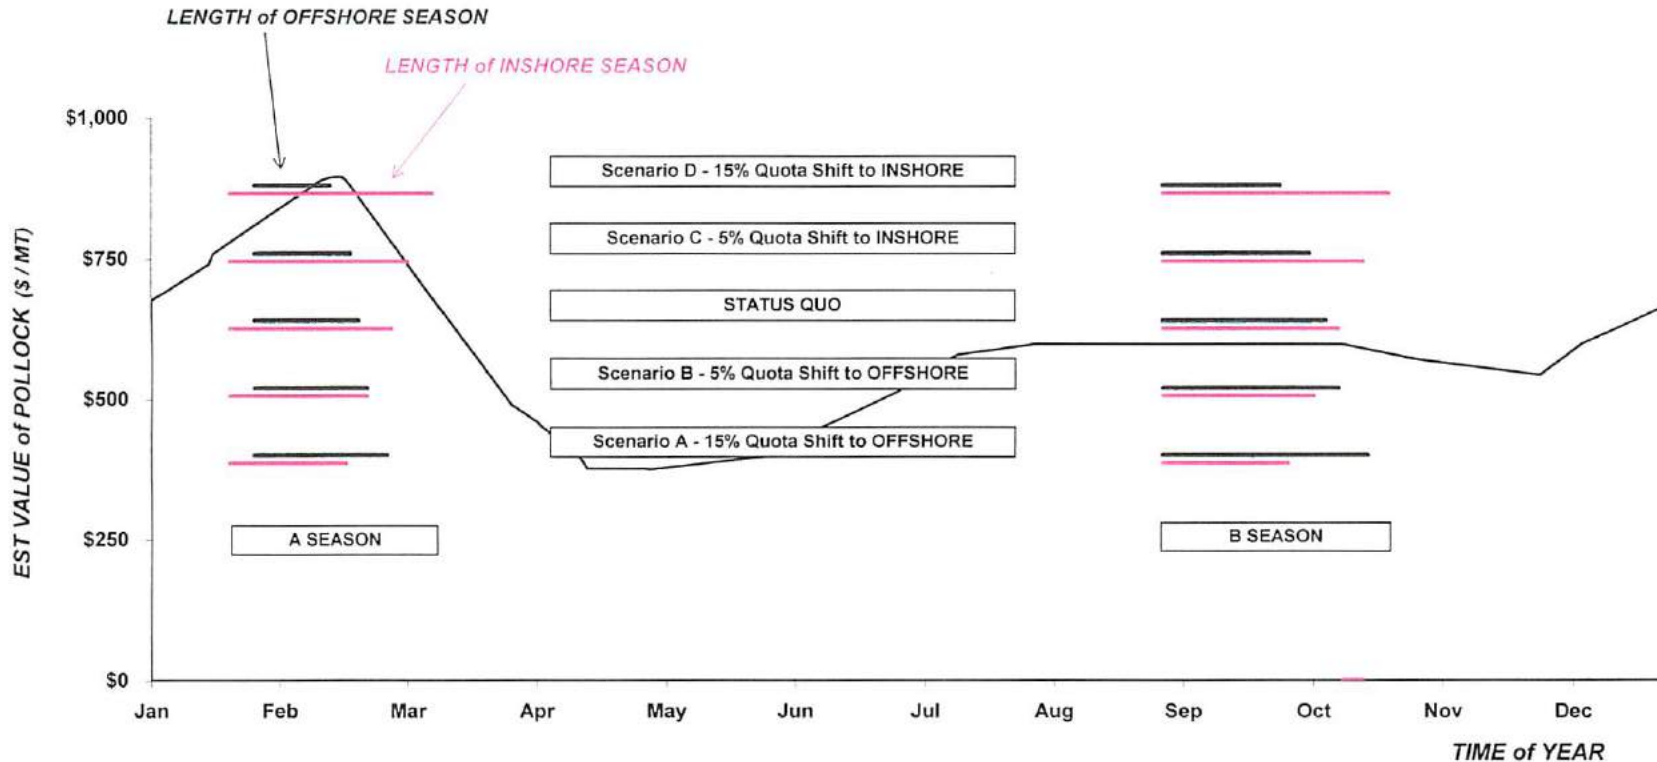 LENGTH of OFFSHORE SEASON
LENGTH of INSHORE SEASON
$1,000
Scenario D - 15% Quota Shift to INSHORE
Scenario C - 5% Quota Shift to INSHORE
$750
STATUS QUO
Scenario B - 5% Quota Shift to OFFSHORE
$500
Scenario A - 15% Quota Shift to OFFSHORE
$250
A SEASON
B SEASON
$0
EST VALUE of POLLOCK ($ / MT)
Jan Feb Mar Apr May Jun Jul Aug Sep Oct Nov Dec
TIME of YEAR